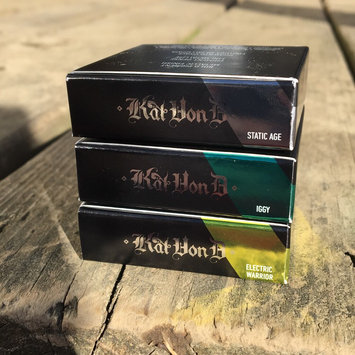 · Kat Von D ·
STATIC AGE
· Kat Von D ·
IGGY
· Kat Von D
ELECTRIC
WARRIOR